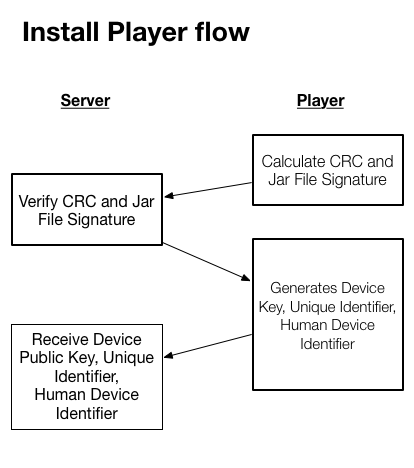 Install Player flow
Server
Player
Calculate CRC and
Jar File Signature
Verify CRC and Jar
File Signature
Generates Device
Key, Unique Identifier,
Human Device
Identifier
Receive Device
Public Key, Unique
Identifier,
Human Device
Identifier